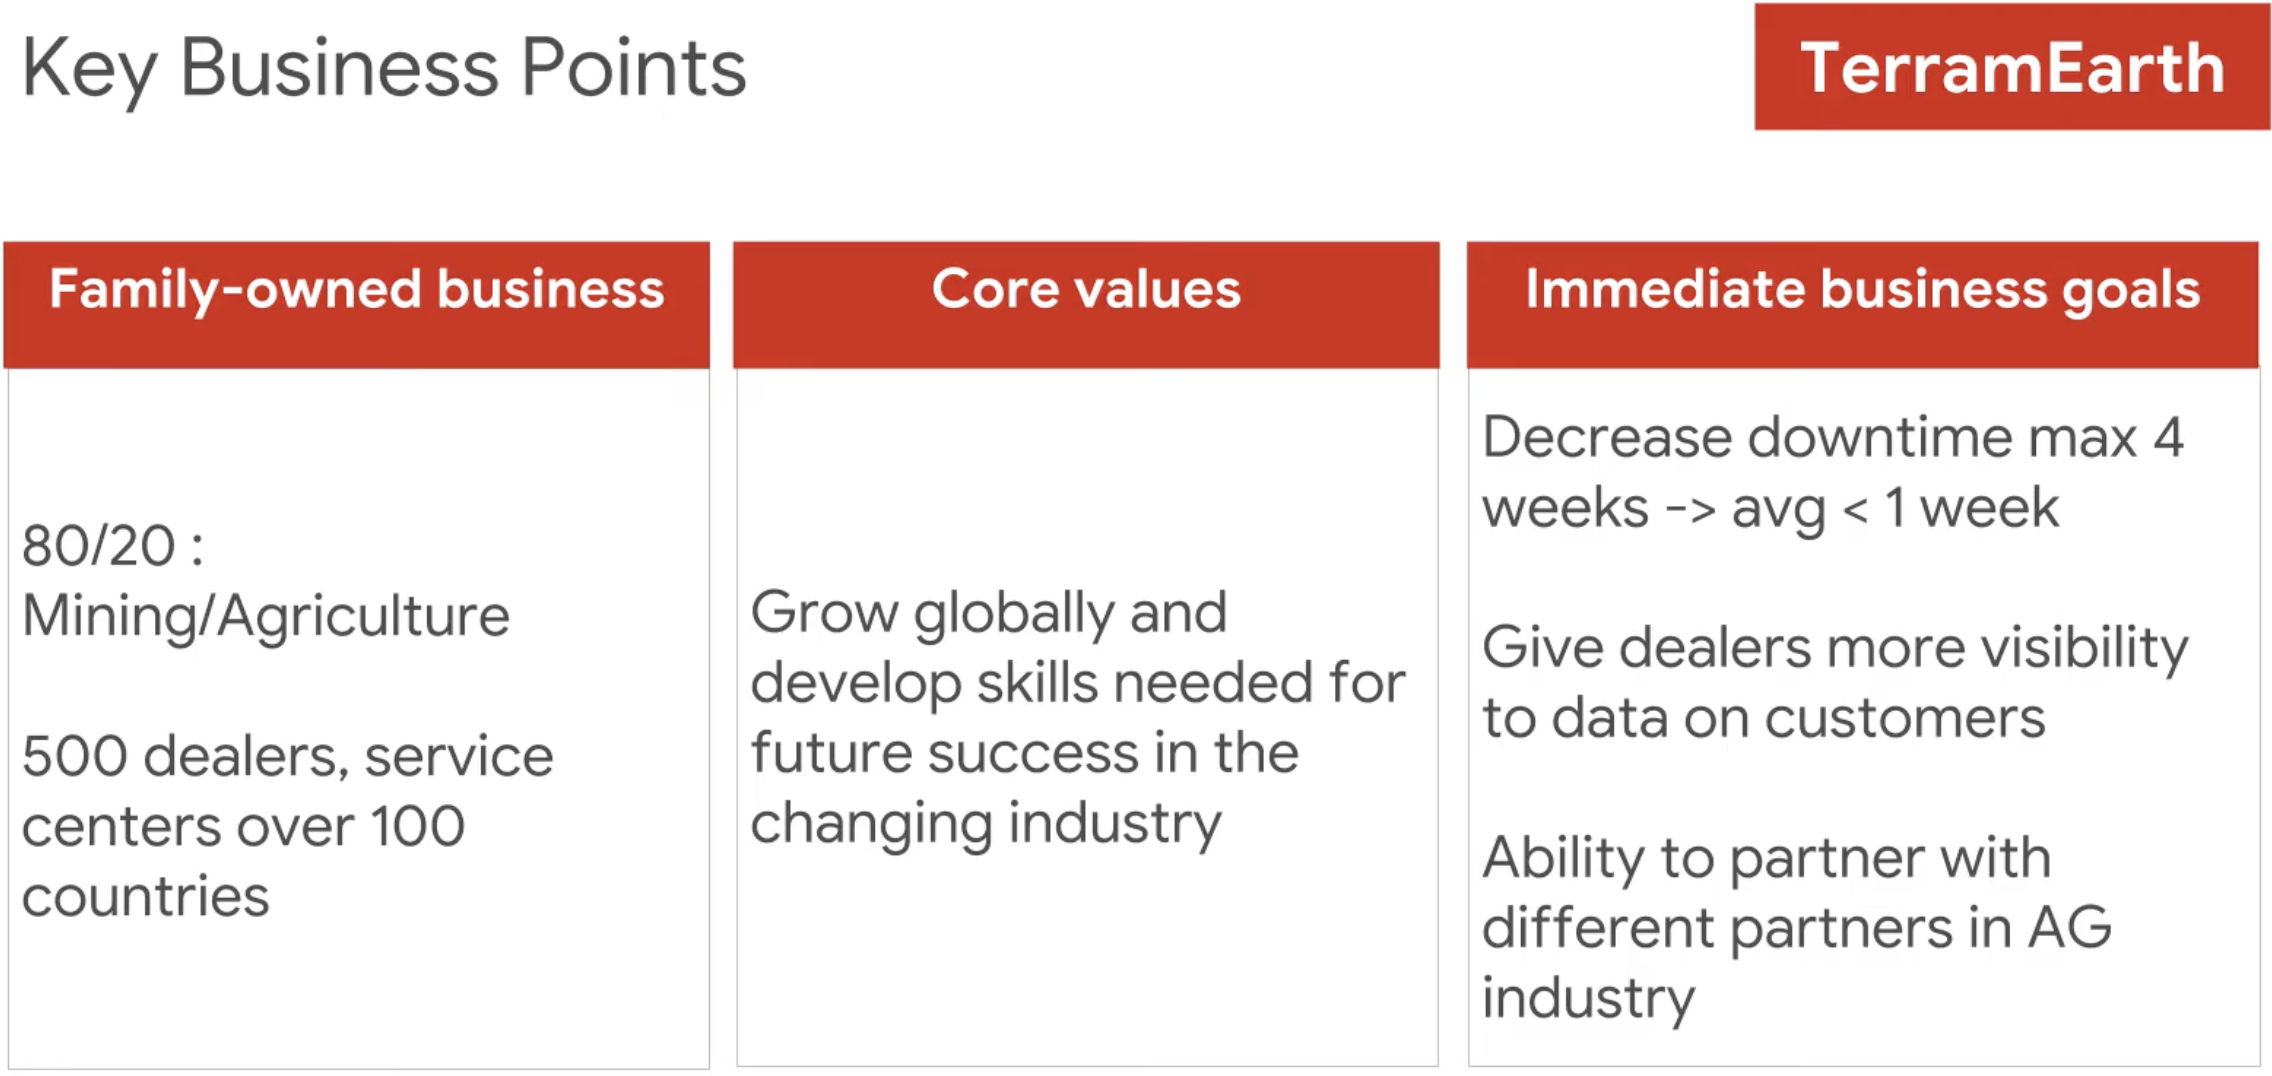 Key Business Points
TerramEarth
Family-owned business
80/20 :
Mining/Agriculture
500 dealers, service
centers over 100
countries
Core values
Grow globally and
develop skills needed for
future success in the
changing industry
Immediate business goals
Decrease downtime max 4
weeks -> avg < 1 week
Give dealers more visibility
to data on customers
Ability to partner with
different partners in AG
industry